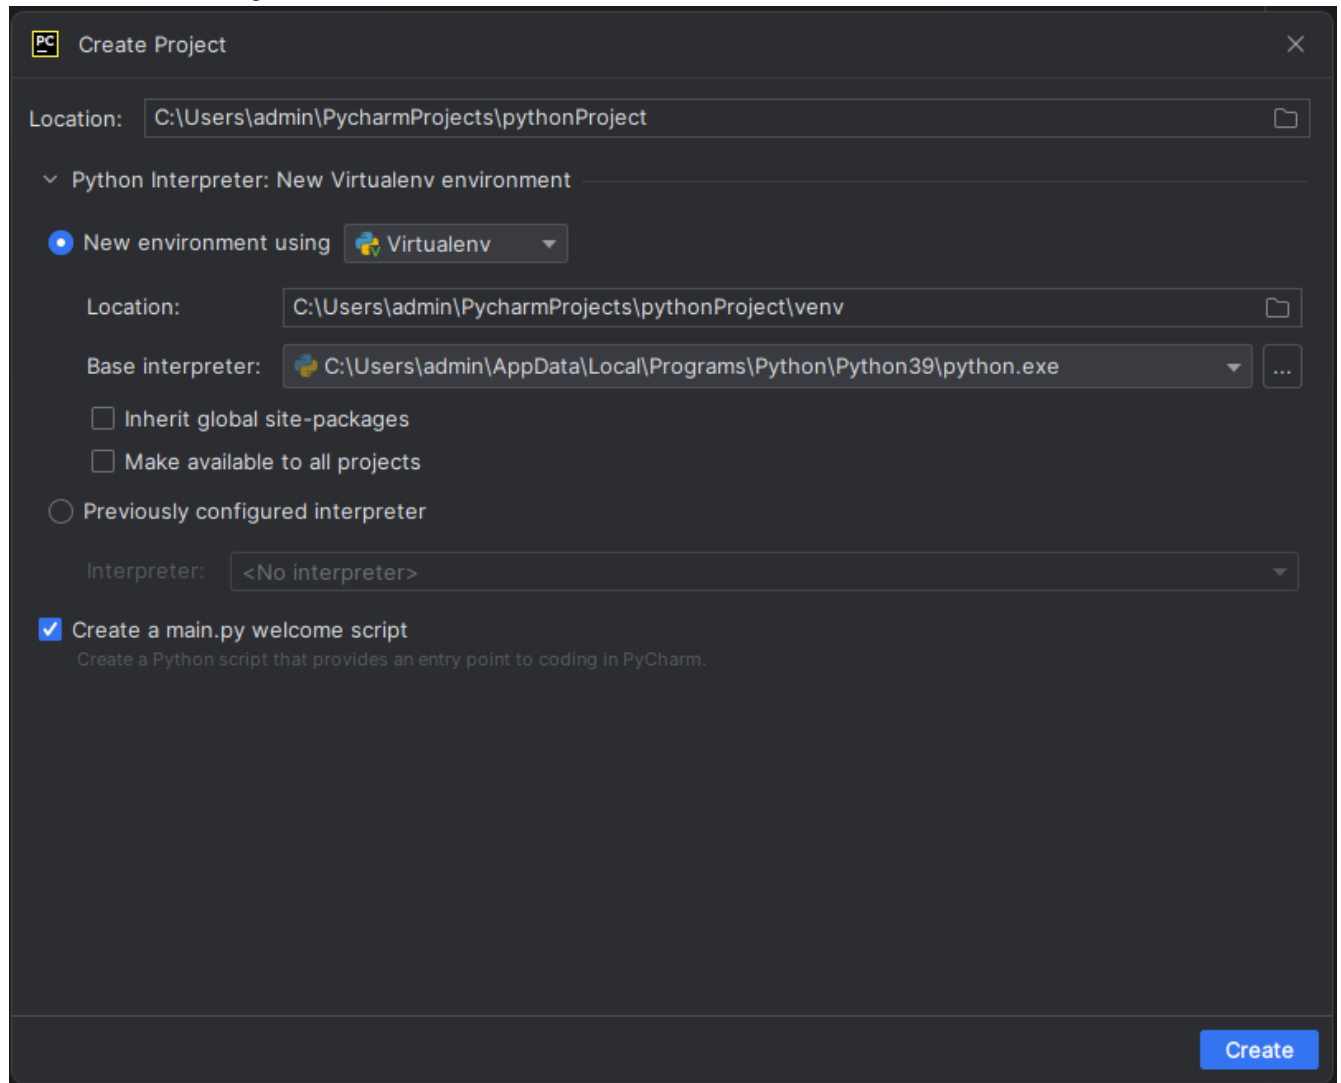 PC Create Project
Location: C:\Users\admin\PycharmProjects\pythonProject
Python Interpreter: New Virtualenv environment
New environment using Virtualenv
Location: C:\Users\admin\PycharmProjects\pythonProject\venv
Base interpreter: C:\Users\admin\AppData\Local\Programs\Python\Python39\python.exe ...
Inherit global site-packages
Make available to all projects
Previously configured interpreter
Interpreter: <No interpreter>
Create a main.py welcome script
Create a Python script that provides an entry point to coding in PyCharm.
Create